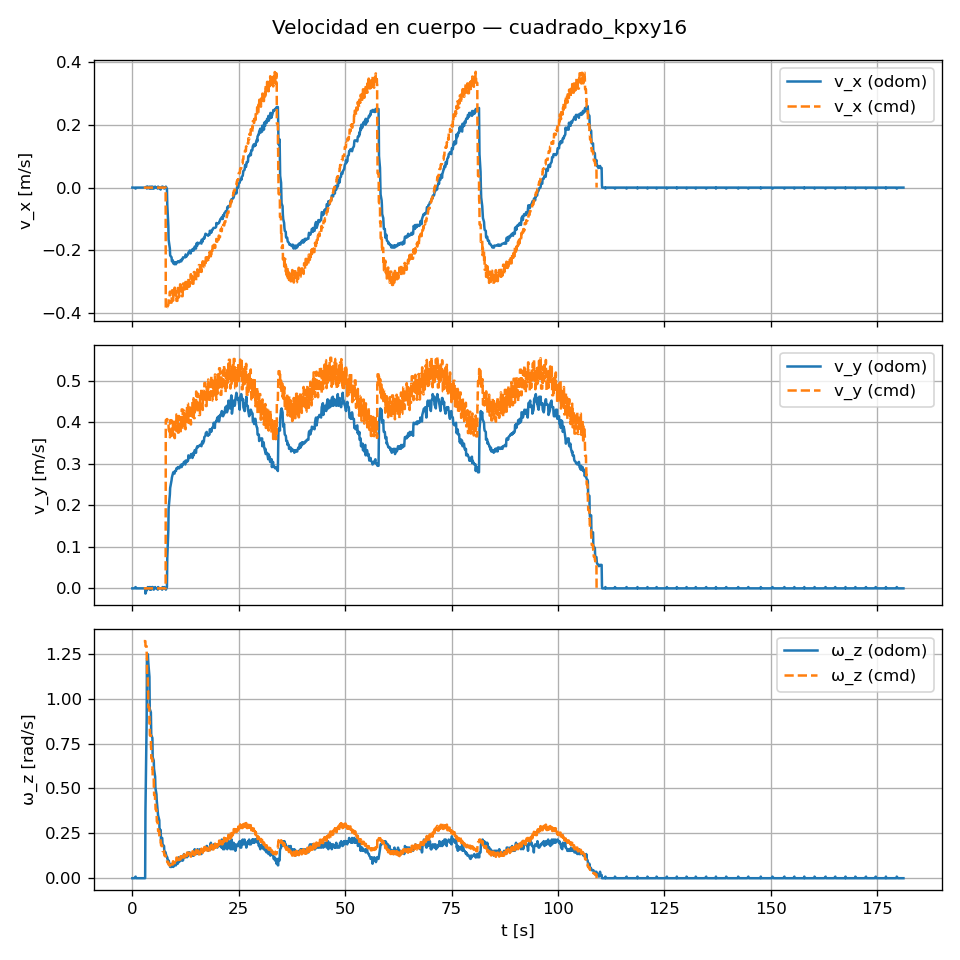 Velocidad en cuerpo — cuadrado_kpxy16
0.4
0.2
0.0
−0.2
−0.4
v_x [m/s]
v_x (odom)
v_x (cmd)
0.5
0.4
0.3
0.2
0.1
0.0
v_y [m/s]
v_y (odom)
v_y (cmd)
1.25
1.00
0.75
0.50
0.25
0.00
ω_z [rad/s]
ω_z (odom)
ω_z (cmd)
0 25 50 75 100 125 150 175
t [s]